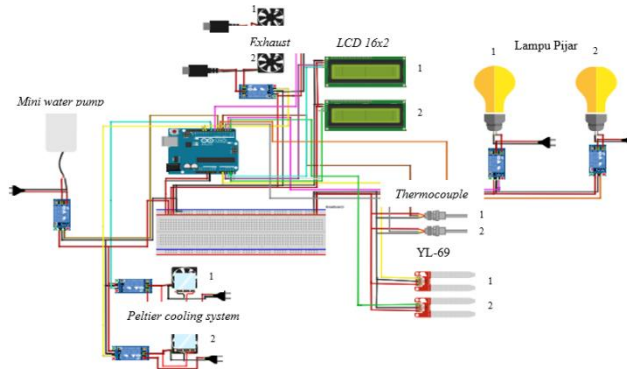 1
Exhaust
2
LCD 16x2
1
2
1
Lampu Pijar
2
Mini water pump
Thermocouple
1
2
YL-69
1
2
1
Peltier cooling system
2